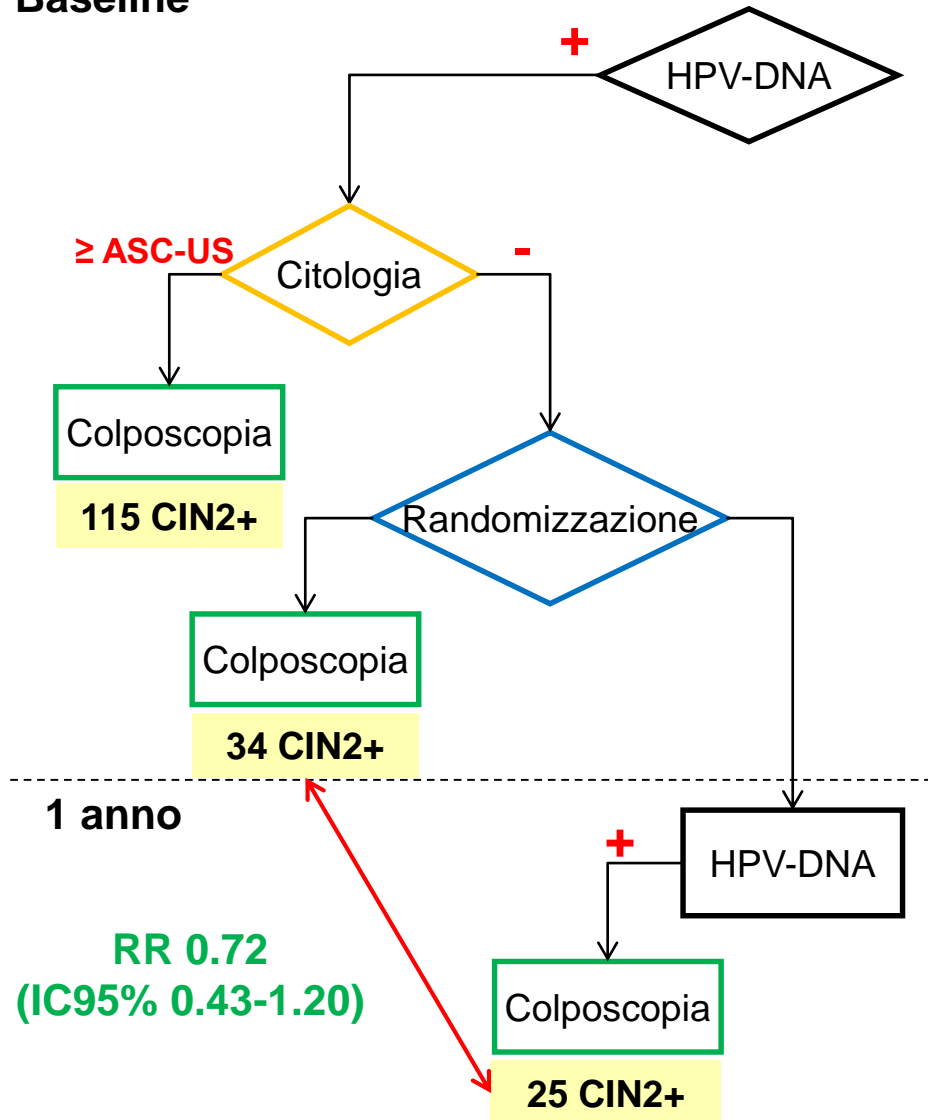 Baseline
+
HPV-DNA
≥ ASC-US
-
Citologia
Colposcopia
115 CIN2+
Randomizzazione
Colposcopia
34 CIN2+
1 anno
+
HPV-DNA
RR 0.72
(IC95% 0.43-1.20)
Colposcopia
25 CIN2+